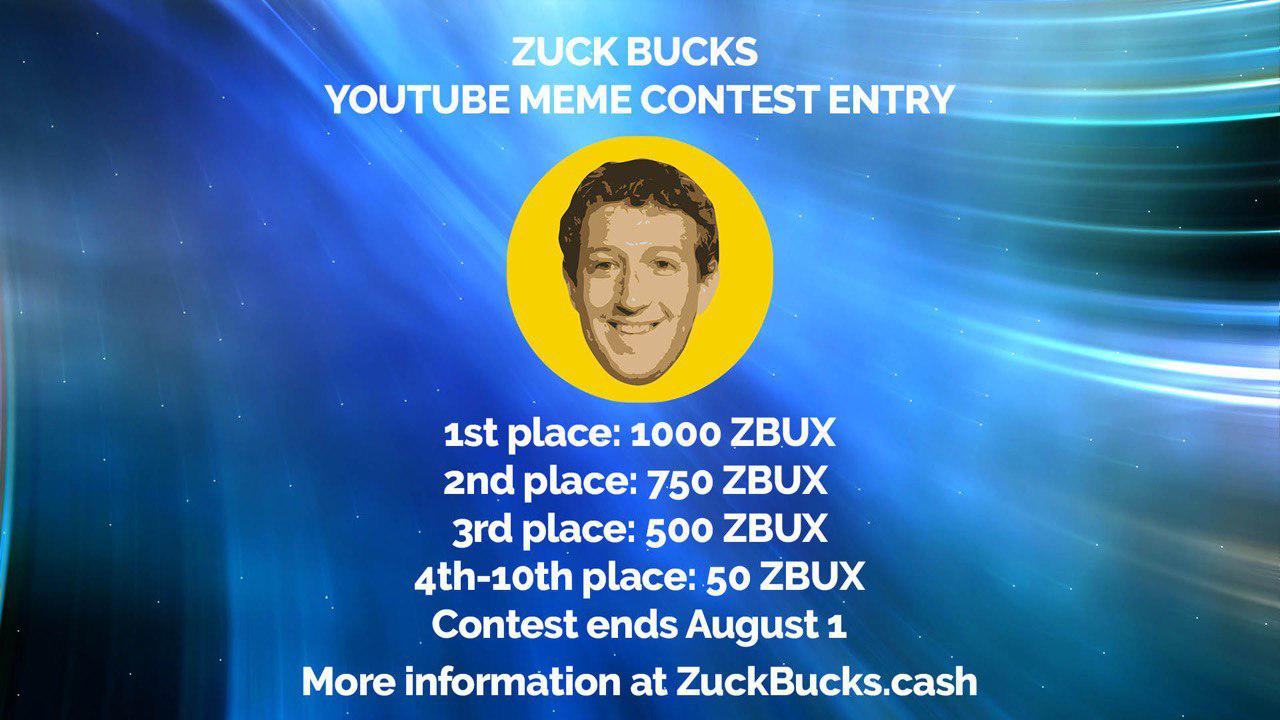 ZUCK BUCKS
YOUTUBE MEME CONTEST ENTRY
1st place: 1000 ZBUX
2nd place: 750 ZBUX
3rd place: 500 ZBUX
4th-10th place: 50 ZBUX
Contest ends August 1
More information at ZuckBucks.cash